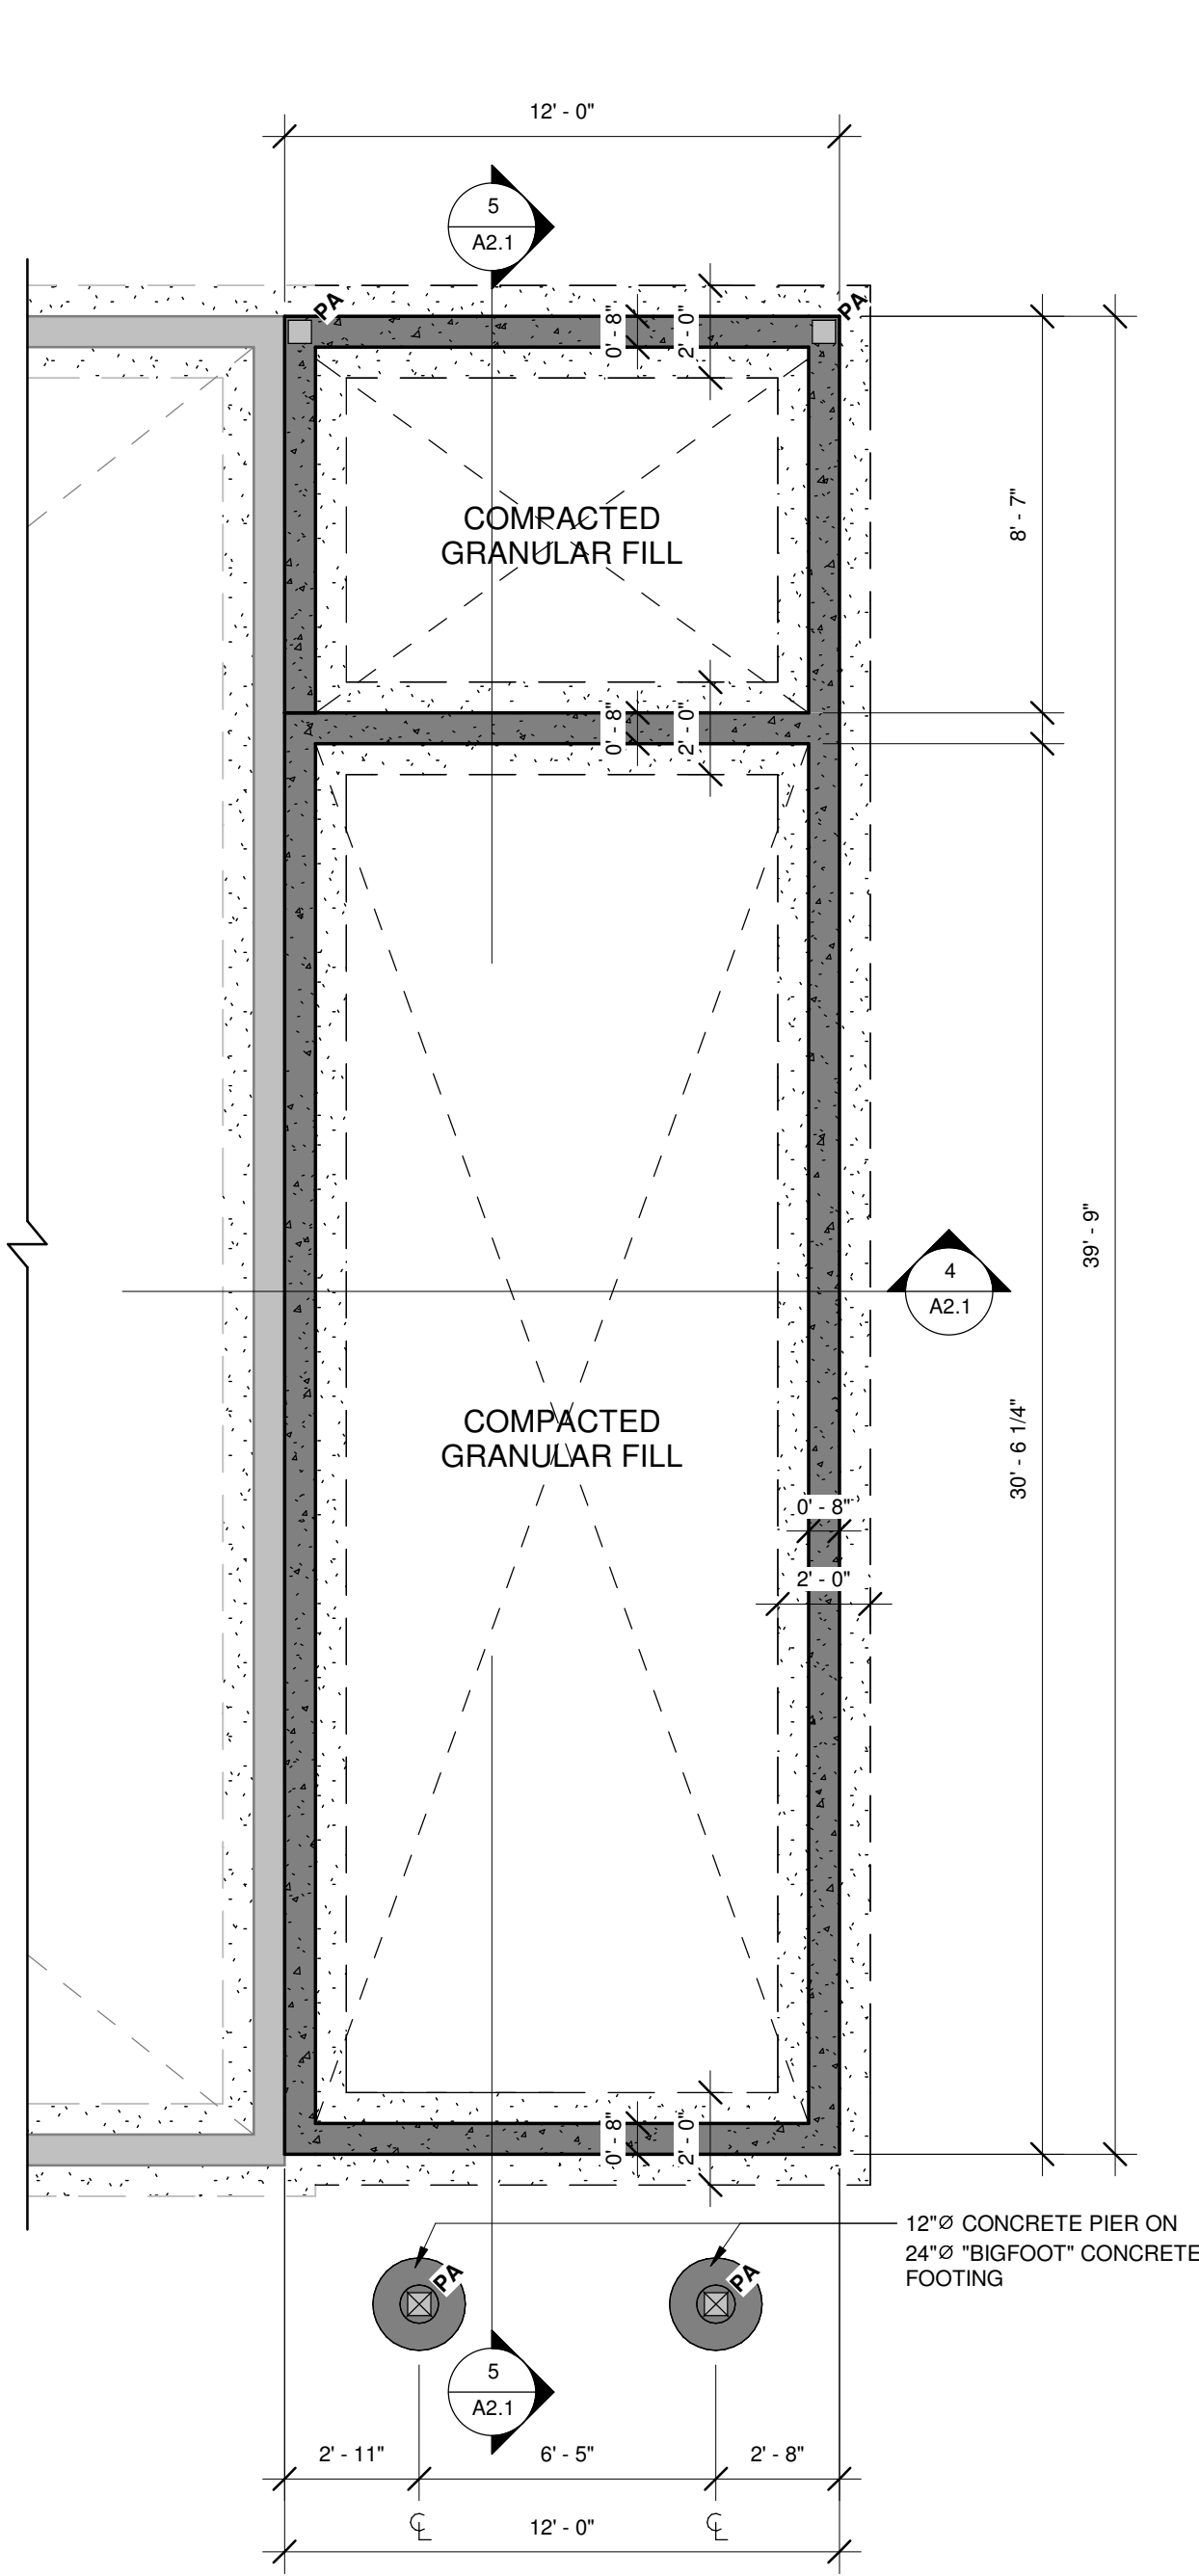 12' - 0"
5
A2.1
PA
PA
0' - 8"
2' - 0"
8' - 7"
COMPACTED
GRANULAR FILL
0' - 8"
2' - 0"
39' - 9"
4
A2.1
30' - 6 1/4"
COMPACTED
GRANULAR FILL
0' - 8"
2' - 0"
0' - 8"
2' - 0"
12"Ø CONCRETE PIER ON
24"Ø "BIGFOOT" CONCRETE
FOOTING
PA
PA
5
A2.1
2' - 11"
6' - 5"
2' - 8"
℄
℄
12' - 0"